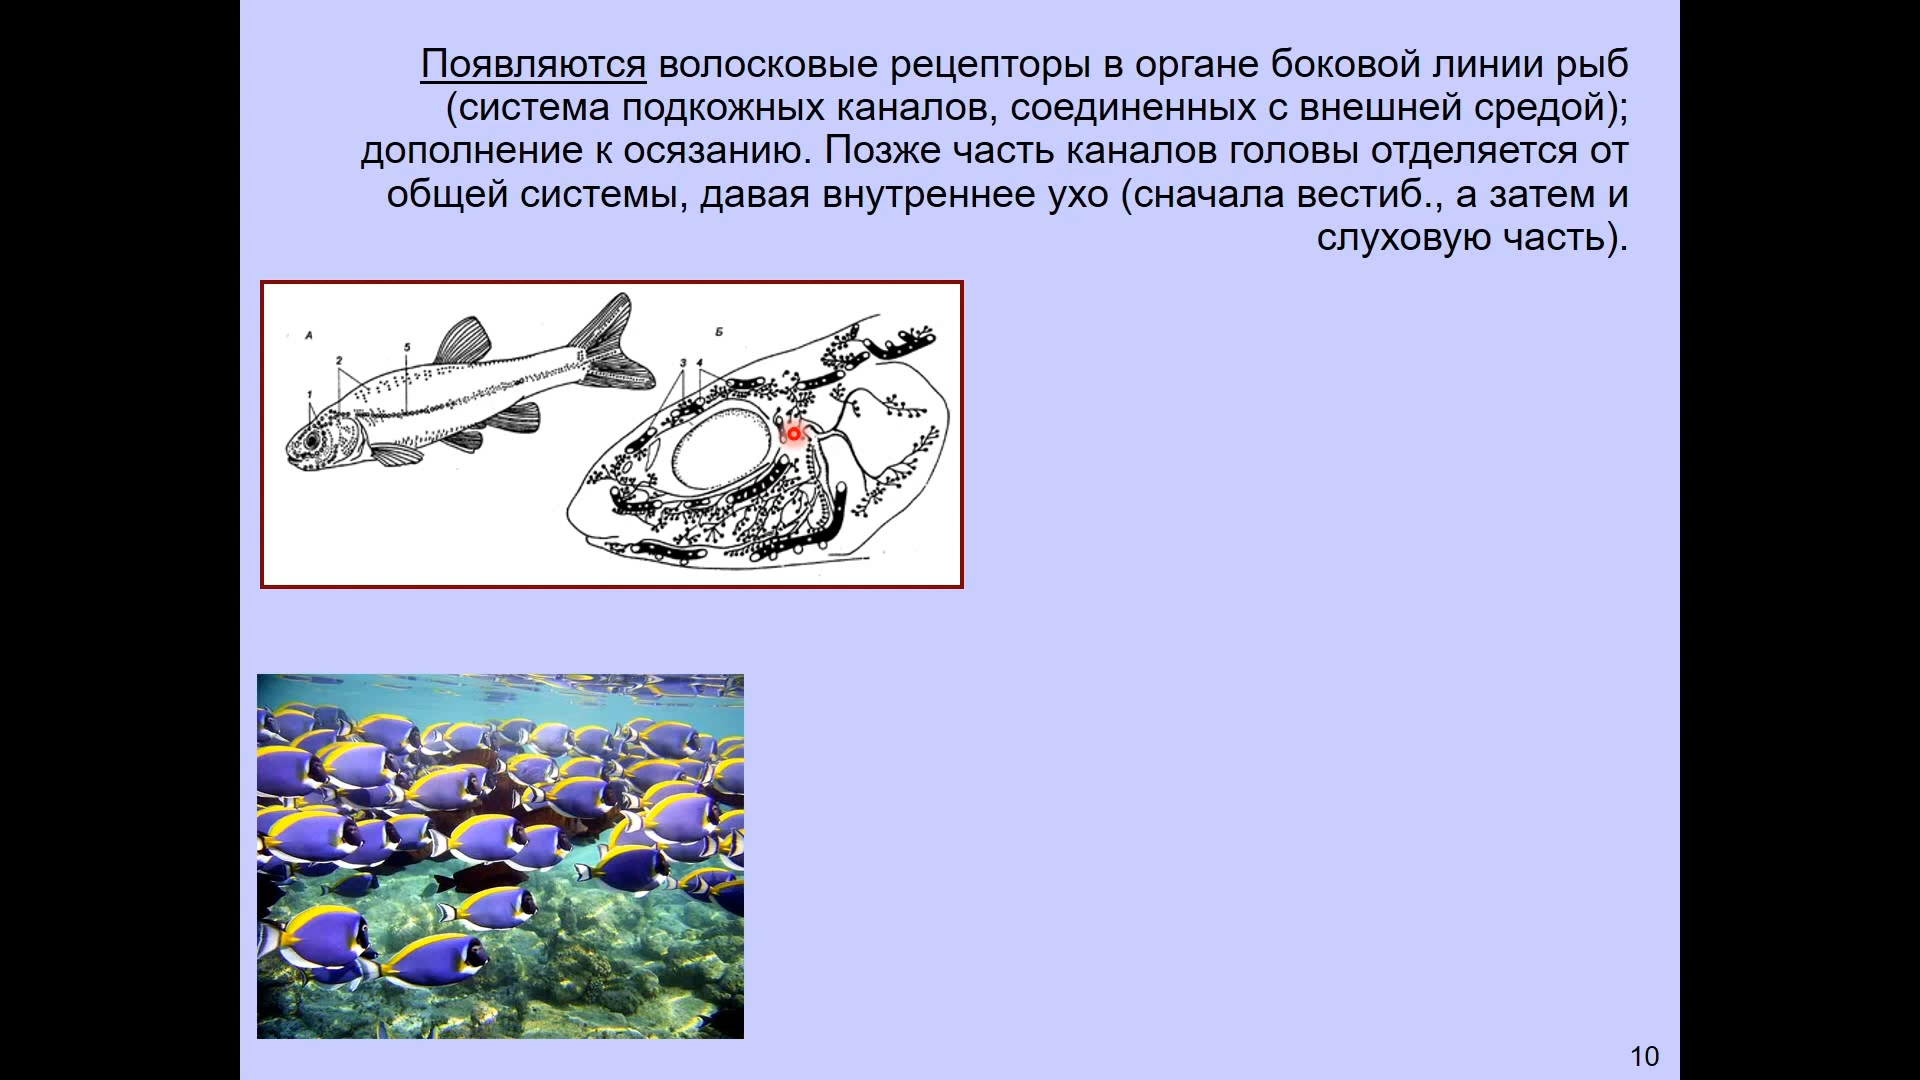 Появляются волосковые рецепторы в органе боковой линии рыб
(система подкожных каналов, соединенных с внешней средой);
дополнение к осязанию. Позже часть каналов головы отделяется от
общей системы, давая внутреннее ухо (сначала вестиб., а затем и
слуховую часть).
А
Б
5
2
3 4
1
10